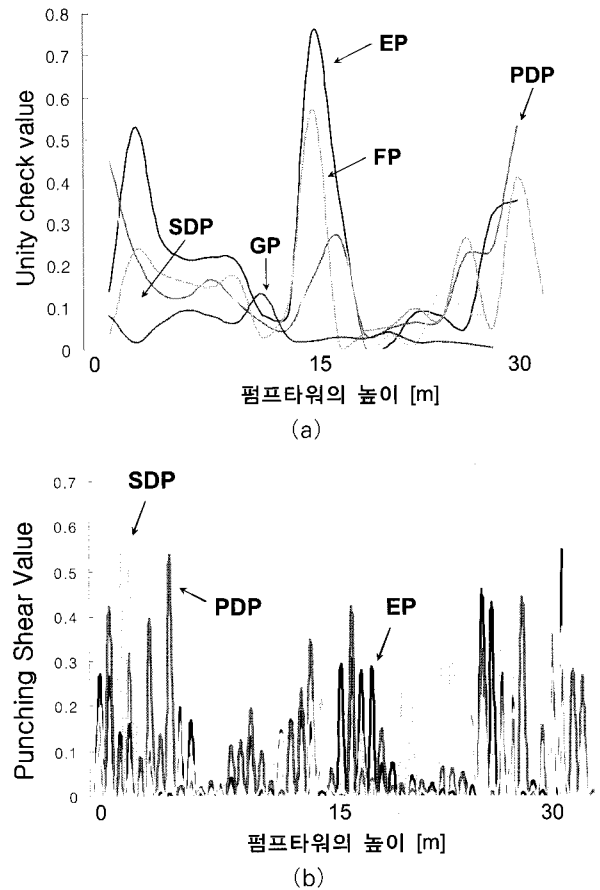 0.8
EP
0.7
PDP
0.6
0.5
FP
0.4
0.3
SDP
GP
0.2
0.1
0
Unity check value
0 15 30
펌프타워의 높이 [m]
(a)
0.7
SDP
0.6
0.5
PDP
EP
0.4
0.3
0.2
0.1
0
Punching Shear Value
0 15 30
펌프타워의 높이 [m]
(b)